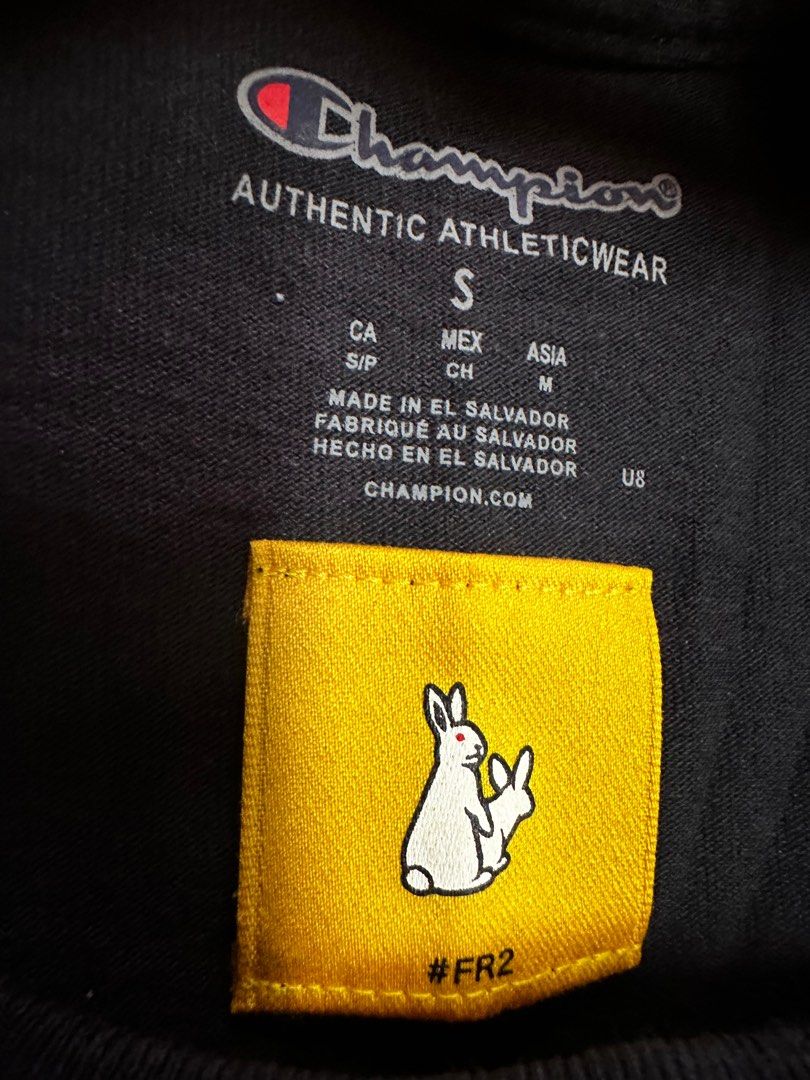 Champion
AUTHENTIC ATHLETICWEAR
S
CA MEX ASIA
S/P CH M
MADE IN EL SALVADOR
FABRIQUÉ AU SALVADOR
HECHO EN EL SALVADOR U8
CHAMPION.COM
#FR2